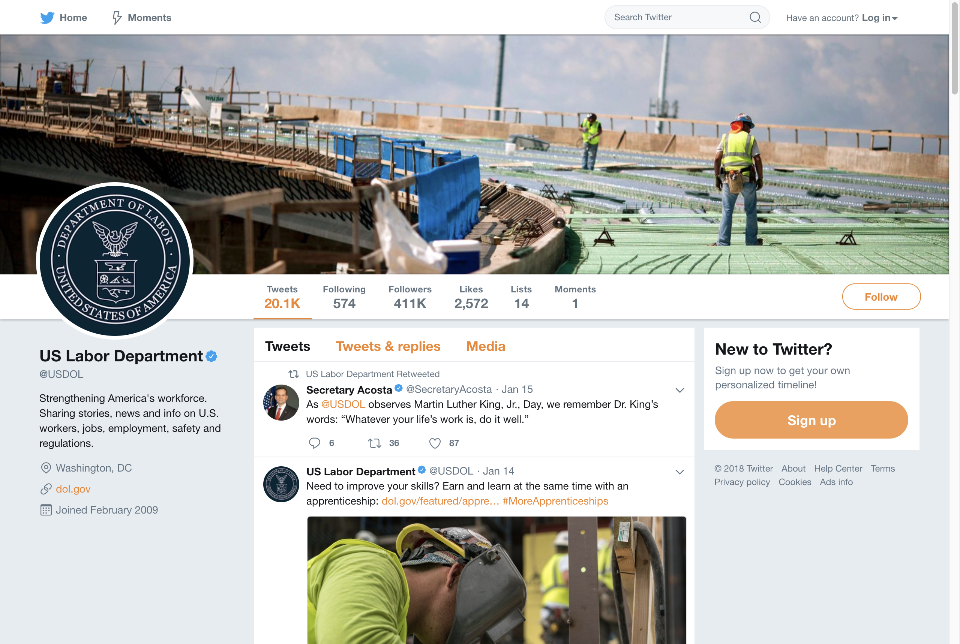 Home
Moments
Search Twitter
Have an account? Log in
DEPARTMENT OF LABOR
UNITED STATES OF AMERICA
Tweets
20.1K
Following
574
Followers
411K
Likes
2,572
Lists
14
Moments
1
Follow
US Labor Department
@USDOL
Strengthening America's workforce.
Sharing stories, news and info on U.S.
workers, jobs, employment, safety and
regulations.
Washington, DC
dol.gov
Joined February 2009
Tweets
Tweets & replies
Media
US Labor Department Retweeted
Secretary Acosta @SecretaryAcosta · Jan 15
As @USDOL observes Martin Luther King, Jr., Day, we remember Dr. King's
words: “Whatever your life's work is, do it well.”
6
36
87
US Labor Department @USDOL · Jan 14
Need to improve your skills? Earn and learn at the same time with an
apprenticeship: dol.gov/featured/appre… #MoreApprenticeships
New to Twitter?
Sign up now to get your own
personalized timeline!
Sign up
© 2018 Twitter About Help Center Terms
Privacy policy Cookies Ads info